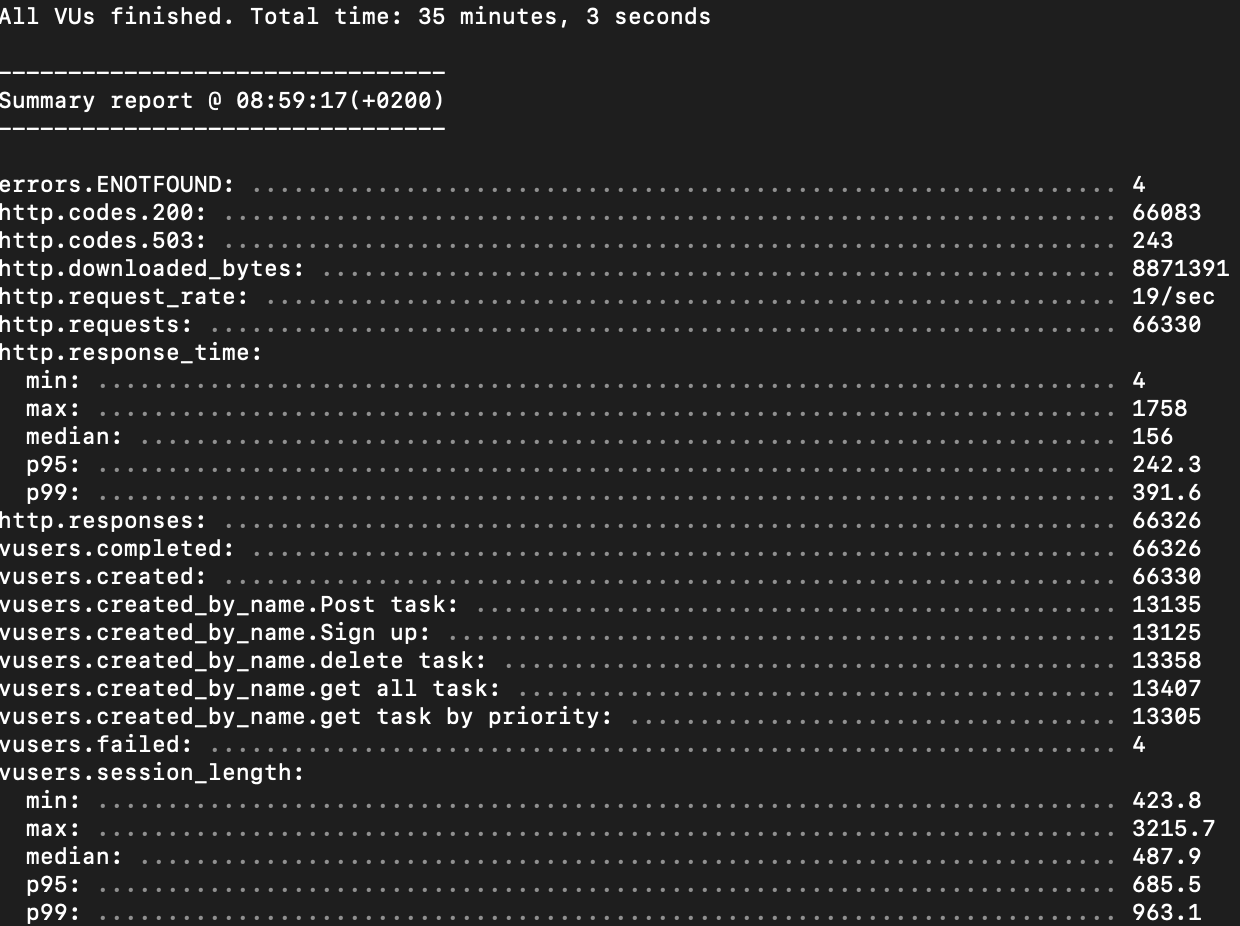 All VUs finished. Total time: 35 minutes, 3 seconds
--------------------------------
Summary report @ 08:59:17(+0200)
--------------------------------
errors.ENOTFOUND: .............................................................. 4
http.codes.200: ................................................................ 66083
http.codes.503: ................................................................ 243
http.downloaded_bytes: ......................................................... 8871391
http.request_rate: ............................................................. 19/sec
http.requests: ................................................................. 66330
http.response_time:
  min: ......................................................................... 4
  max: ......................................................................... 1758
  median: ...................................................................... 156
  p95: ......................................................................... 242.3
  p99: ......................................................................... 391.6
http.responses: ................................................................ 66326
vusers.completed: .............................................................. 66326
vusers.created: ................................................................ 66330
vusers.created_by_name.Post task: .............................................. 13135
vusers.created_by_name.Sign up: ................................................ 13125
vusers.created_by_name.delete task: ............................................ 13358
vusers.created_by_name.get all task: ........................................... 13407
vusers.created_by_name.get task by priority: ................................... 13305
vusers.failed: ................................................................. 4
vusers.session_length:
  min: ......................................................................... 423.8
  max: ......................................................................... 3215.7
  median: ...................................................................... 487.9
  p95: ......................................................................... 685.5
  p99: ......................................................................... 963.1